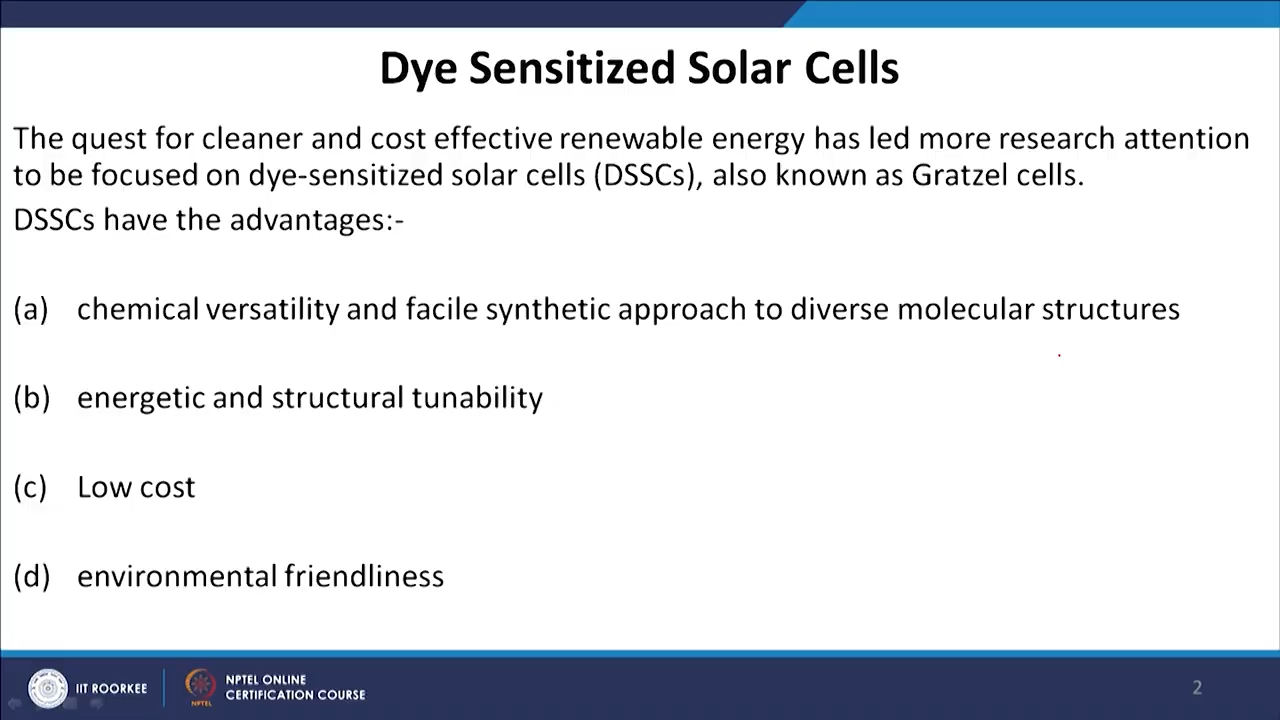 Dye Sensitized Solar Cells
The quest for cleaner and cost effective renewable energy has led more research attention
to be focused on dye-sensitized solar cells (DSSCs), also known as Gratzel cells.
DSSCs have the advantages:-
(a) chemical versatility and facile synthetic approach to diverse molecular structures
(b) energetic and structural tunability
(c) Low cost
(d) environmental friendliness
IIT ROORKEE
NPTEL
NPTEL ONLINE
CERTIFICATION COURSE
2